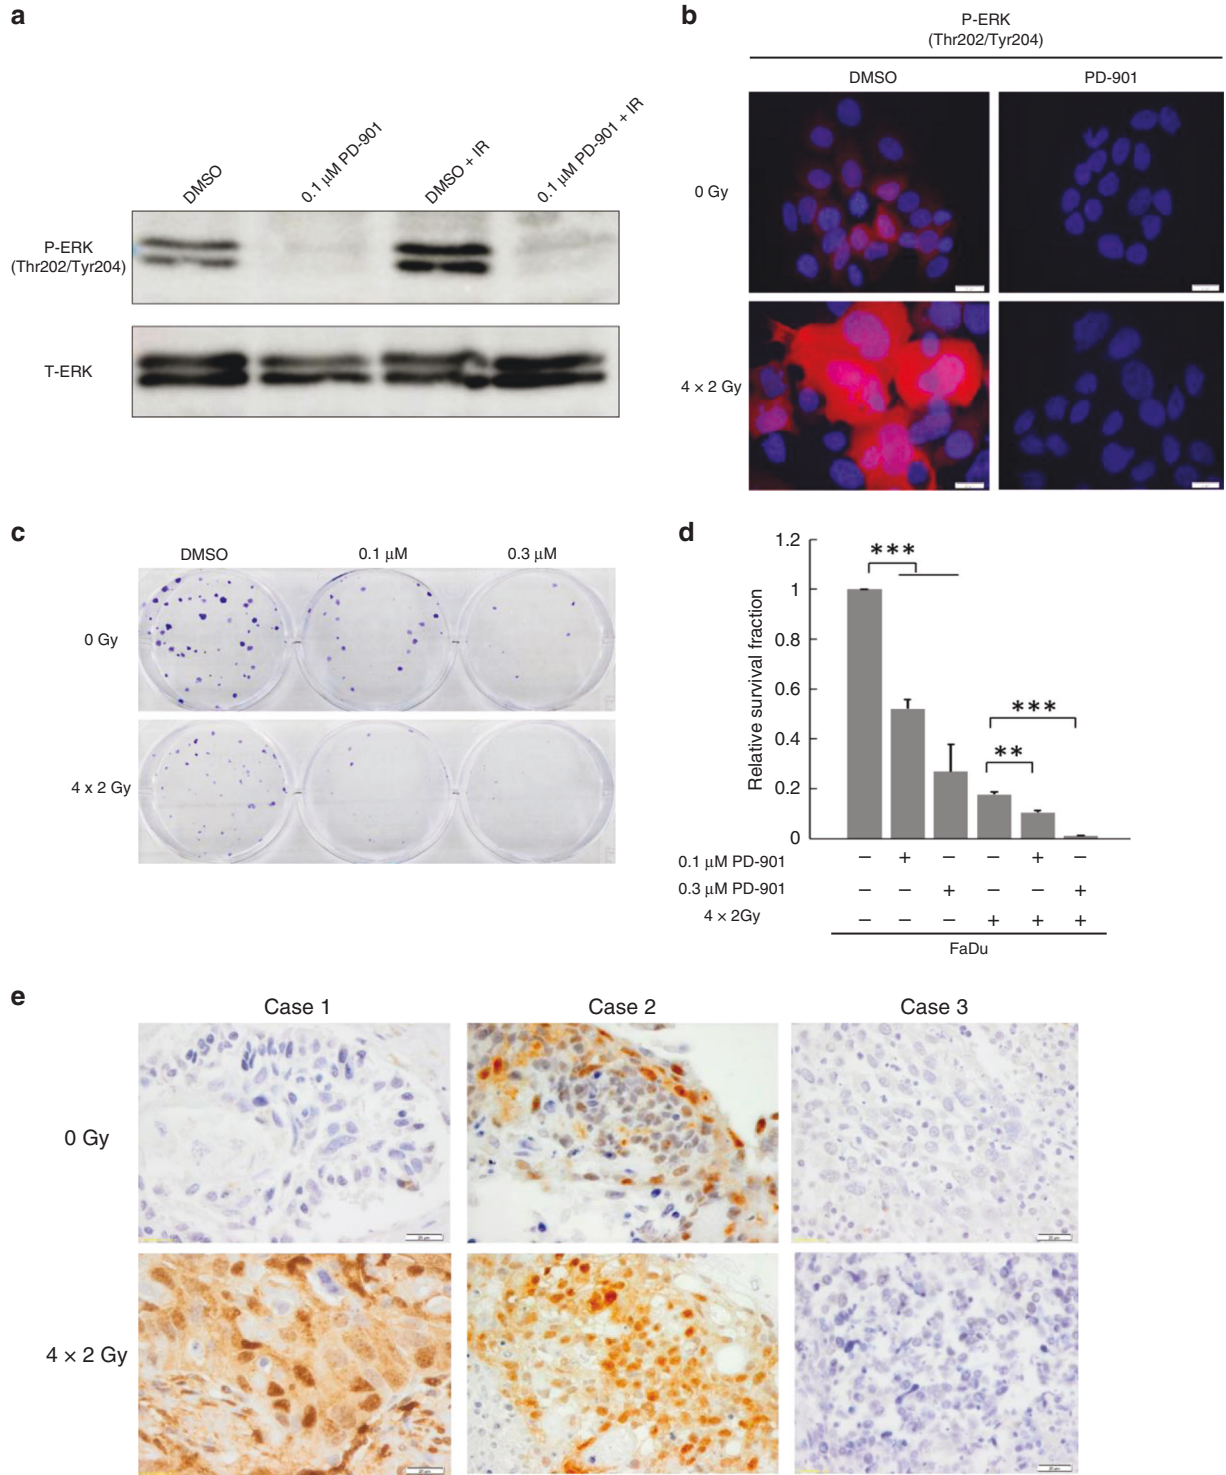 a
DMSO
0.1 μM PD-901
DMSO + IR
0.1 μM PD-901 + IR
P-ERK
(Thr202/Tyr204)
T-ERK
b
P-ERK
(Thr202/Tyr204)
DMSO
PD-901
0 Gy
4 × 2 Gy
c
DMSO
0.1 μM
0.3 μM
0 Gy
4 x 2 Gy
d
Relative survival fraction
1.2
1
0.8
0.6
0.4
0.2
0
***
***
**
0.1 μM PD-901
− + − − + −
0.3 μM PD-901
− − + − − +
4 × 2Gy
− − − + + +
FaDu
e
Case 1
Case 2
Case 3
0 Gy
4 × 2 Gy